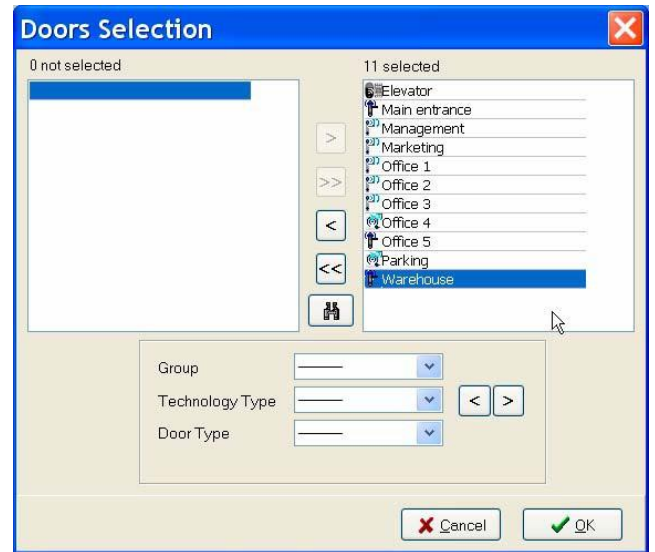 Doors Selection
0 not selected
11 selected
Elevator
Main entrance
Management
Marketing
Office 1
Office 2
Office 3
Office 4
Office 5
Parking
Warehouse
>
>>
<
<<
Group
Technology Type
< >
Door Type
Cancel
OK